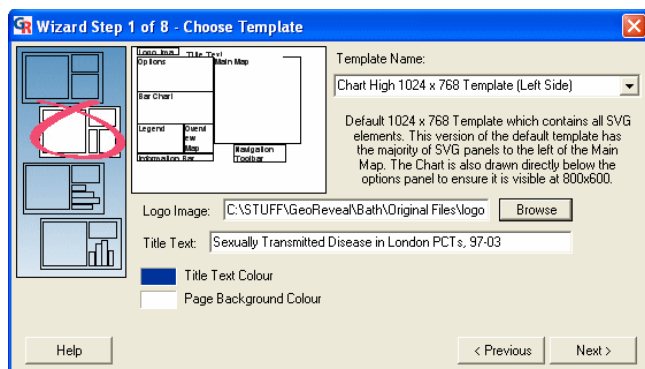 GR Wizard Step 1 of 8 - Choose Template
Logo Ima
Title Text
Options
Main Map
Bar Chart
Legend
Overvi
ew
Map
Information Bar
Navigation
Toolbar
Template Name:
Chart High 1024 x 768 Template (Left Side)
Default 1024 x 768 Template which contains all SVG
elements. This version of the default template has
the majority of SVG panels to the left of the Main
Map. The Chart is also drawn directly below the
options panel to ensure it is visible at 800x600.
Logo Image: C:\STUFF\GeoReveal\Bath\Original Files\logo Browse
Title Text: Sexually Transmitted Disease in London PCTs, 97-03
Title Text Colour
Page Background Colour
Help < Previous Next >